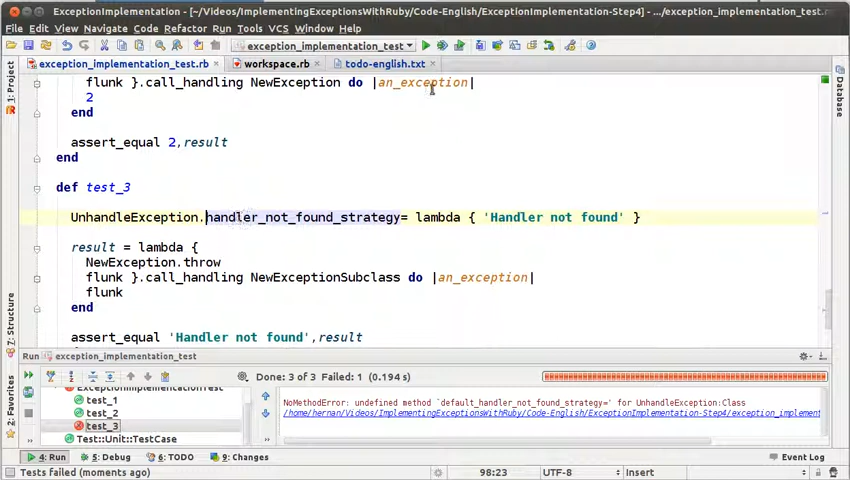 ExceptionImplementation - [~/Videos/ImplementingExceptionsWithRuby/Code-English/ExceptionImplementation-Step4] - .../exception_implementation_test.rb
File Edit View Navigate Code Refactor Run Tools VCS Window Help
exception_implementation_test
exception_implementation_test.rb workspace.rb todo-english.txt
1: Project
Database
flunk }.call_handling NewException do |an_exception|
2
end
assert_equal 2,result
end
def test_3
UnhandleException.handler_not_found_strategy= lambda { 'Handler not found' }
result = lambda {
NewException.throw
flunk }.call_handling NewExceptionSubclass do |an_exception|
flunk
end
assert_equal 'Handler not found',result
7: Structure
2: Favorites
Run exception_implementation_test
Done: 3 of 3 Failed: 1 (0.194 s)
ExceptionImplementationTest
test_1
test_2
test_3
Test::Unit::TestCase
NoMethodError: undefined method `default_handler_not_found_strategy=' for UnhandleException:Class
/home/hernan/Videos/ImplementingExceptionsWithRuby/Code-English/ExceptionImplementation-Step4/exception_implement
4: Run 5: Debug 6: TODO 9: Changes Event Log
Tests failed (moments ago) 98:23 UTF-8 Insert